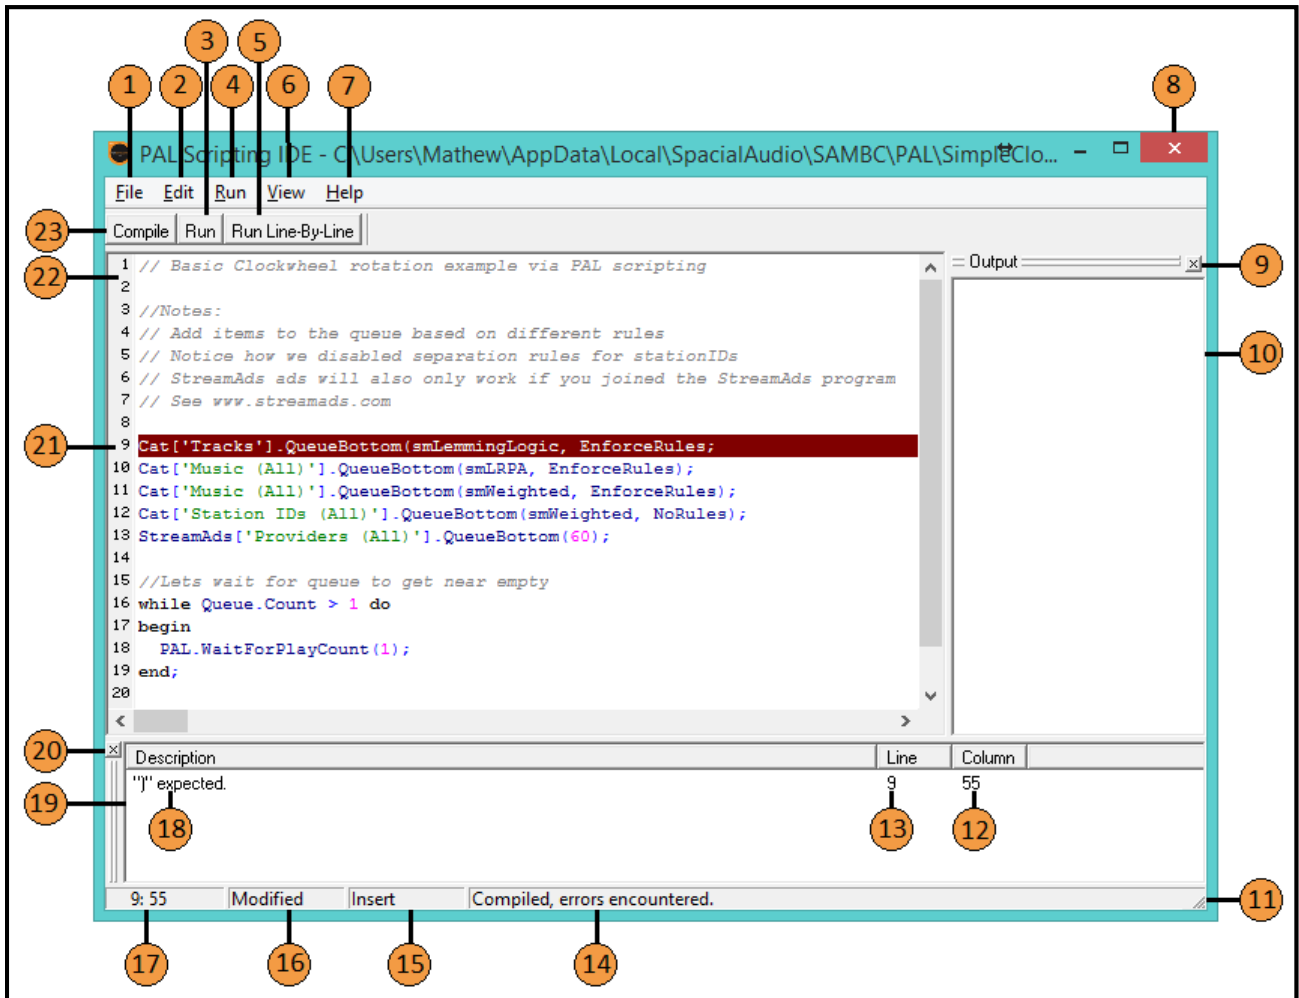 3 5
1 2 4 6 7 8
PAL Scripting IDE - C:\Users\Mathew\AppData\Local\SpacialAudio\SAMBC\PAL\SimpleClo...
File Edit Run View Help
23 Compile Run Run Line-By-Line
22 1 // Basic Clockwheel rotation example via PAL scripting
Output 9
2
3 //Notes:
4 // Add items to the queue based on different rules
5 // Notice how we disabled separation rules for stationIDs
10
6 // StreamAds ads will also only work if you joined the StreamAds program
7 // See www.streamads.com
8
21 9 Cat['Tracks'].QueueBottom(smLemmingLogic, EnforceRules;
10 Cat['Music (All)'].QueueBottom(smLRPA, EnforceRules);
11 Cat['Music (All)'].QueueBottom(smWeighted, EnforceRules);
12 Cat['Station IDs (All)'].QueueBottom(smWeighted, NoRules);
13 StreamAds['Providers (All)'].QueueBottom(60);
14
15 //Lets wait for queue to get near empty
16 while Queue.Count > 1 do
17 begin
18 PAL.WaitForPlayCount(1);
19 end;
20
20 Description Line Column
")" expected. 9 55
19
18 13 12
9: 55 Modified Insert Compiled, errors encountered. 11
17 16 15 14